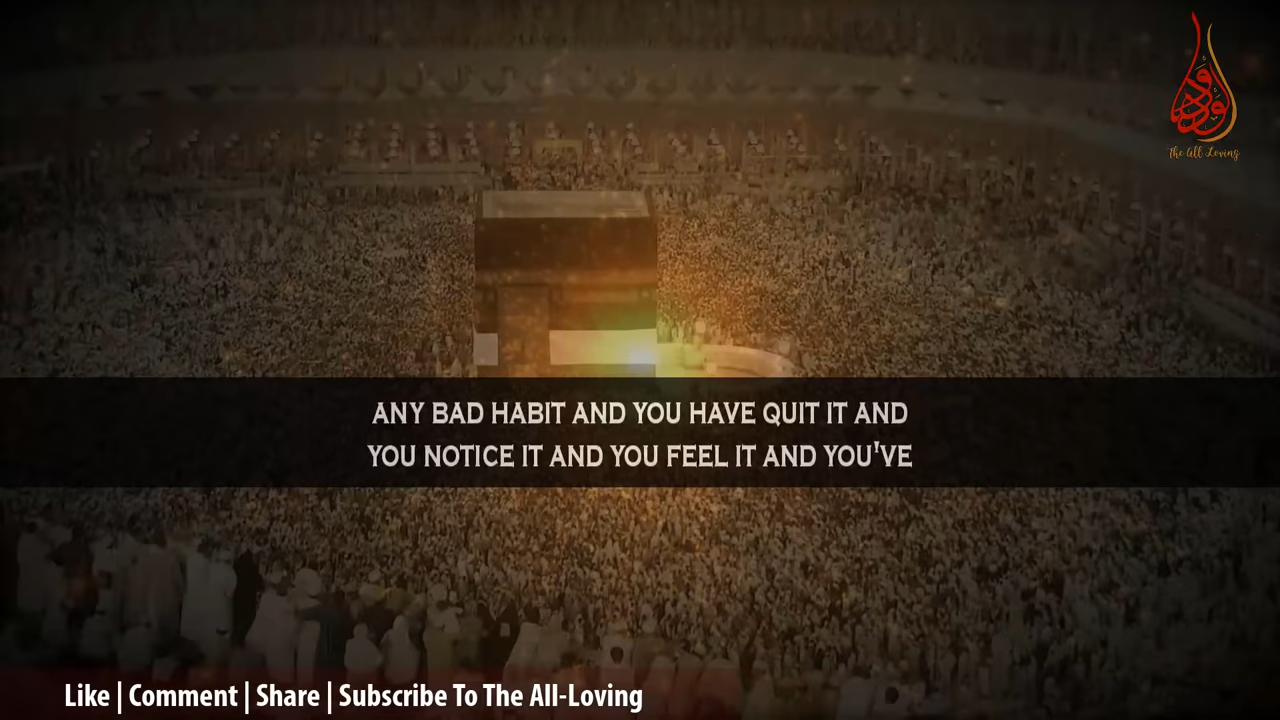 الودود
The All Loving
ANY BAD HABIT AND YOU HAVE QUIT IT AND
YOU NOTICE IT AND YOU FEEL IT AND YOU'VE
Like | Comment | Share | Subscribe To The All-Loving